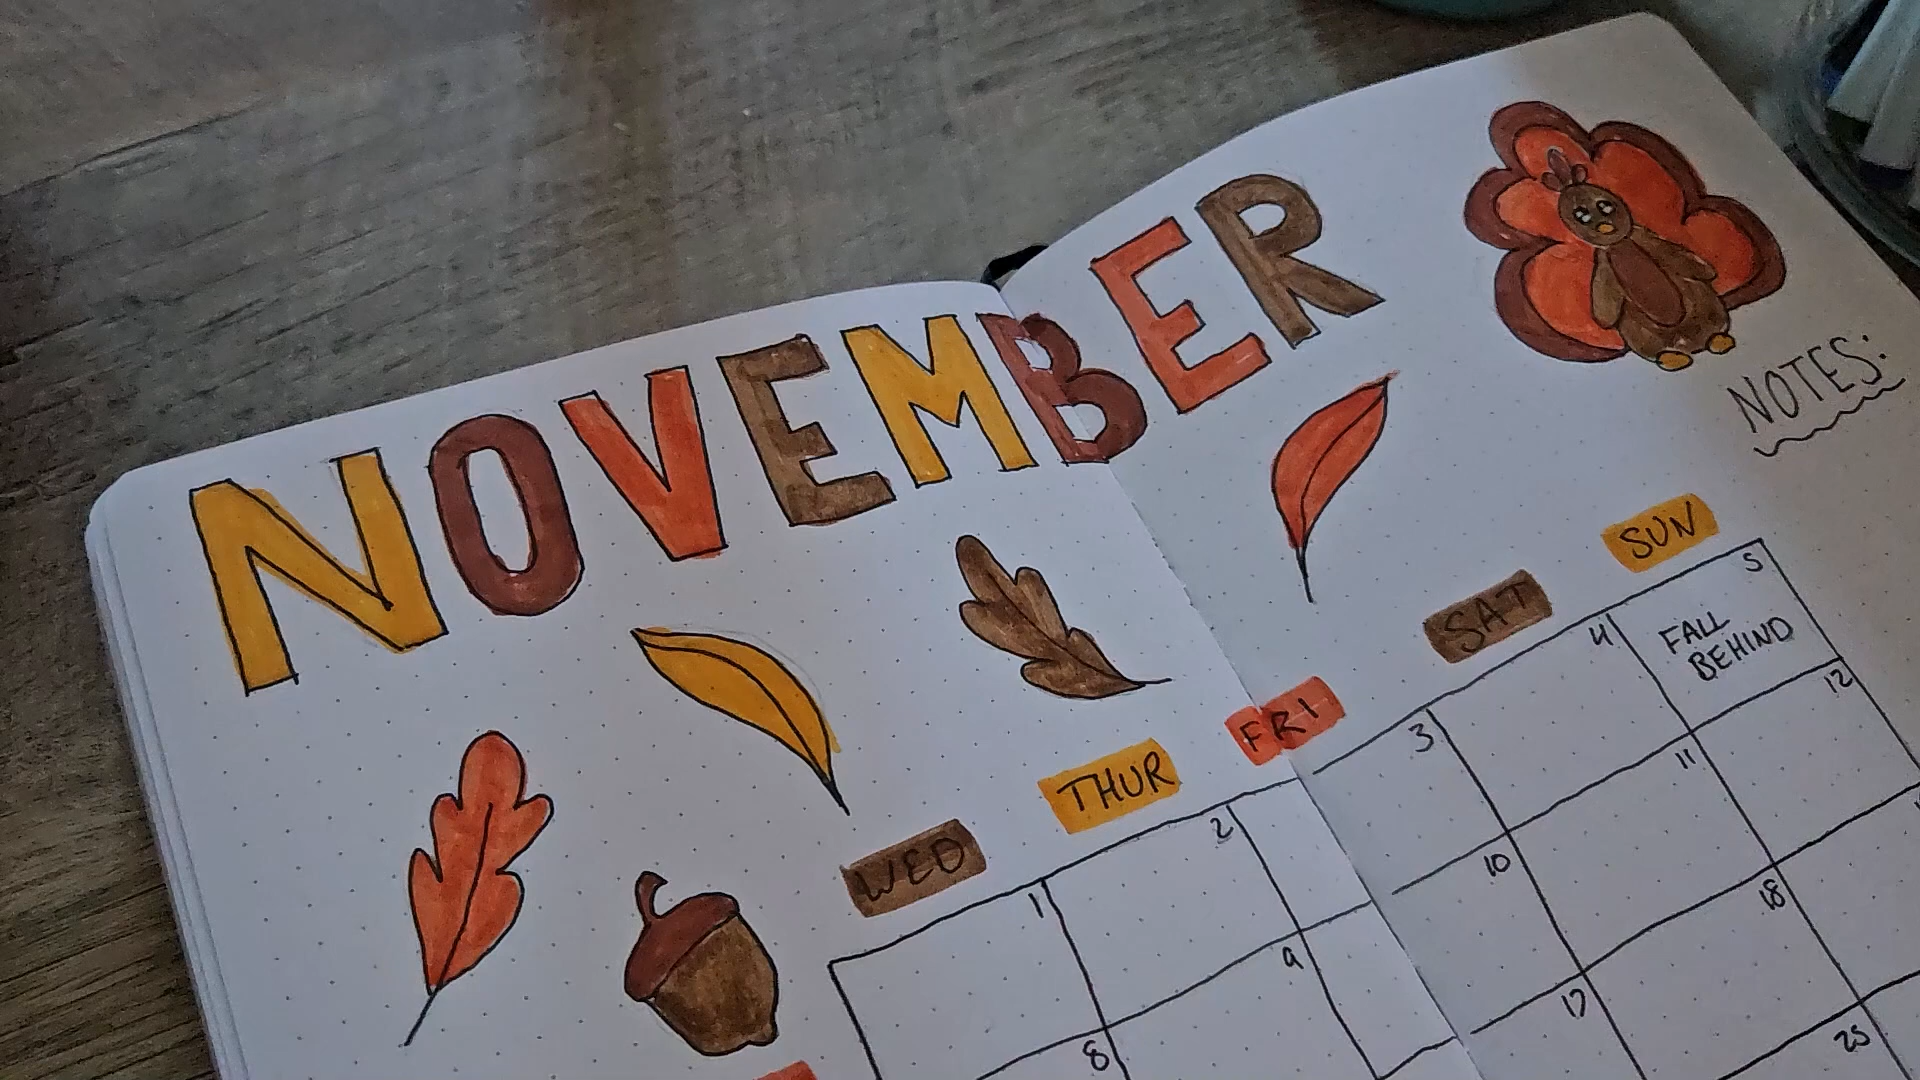 NOVEMBER
NOTES:
WED THUR FRI SAT SUN
1 2 3 4 5
FALL
BEHIND
8 9 10 11 12
17 18
25